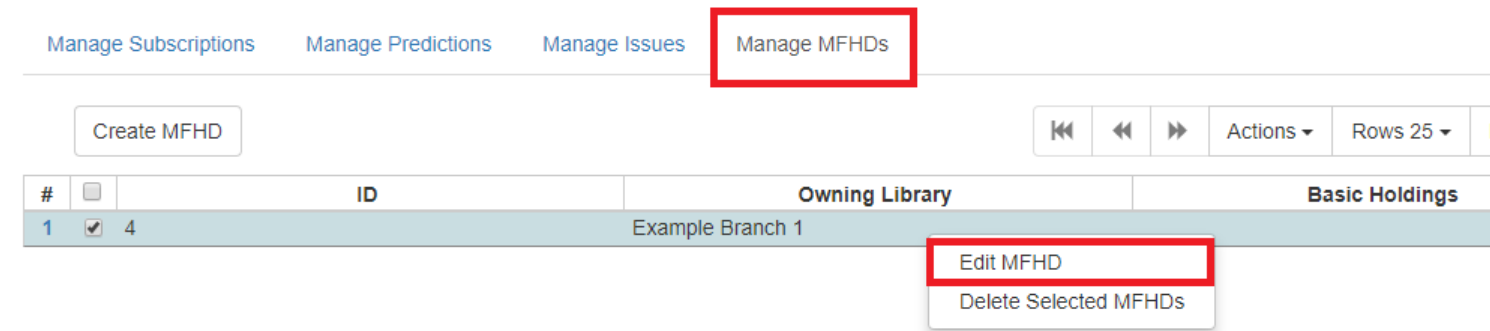 Manage Subscriptions Manage Predictions Manage Issues Manage MFHDs
Create MFHD Actions Rows 25
# ID Owning Library Basic Holdings
1 4 Example Branch 1
Edit MFHD
Delete Selected MFHDs